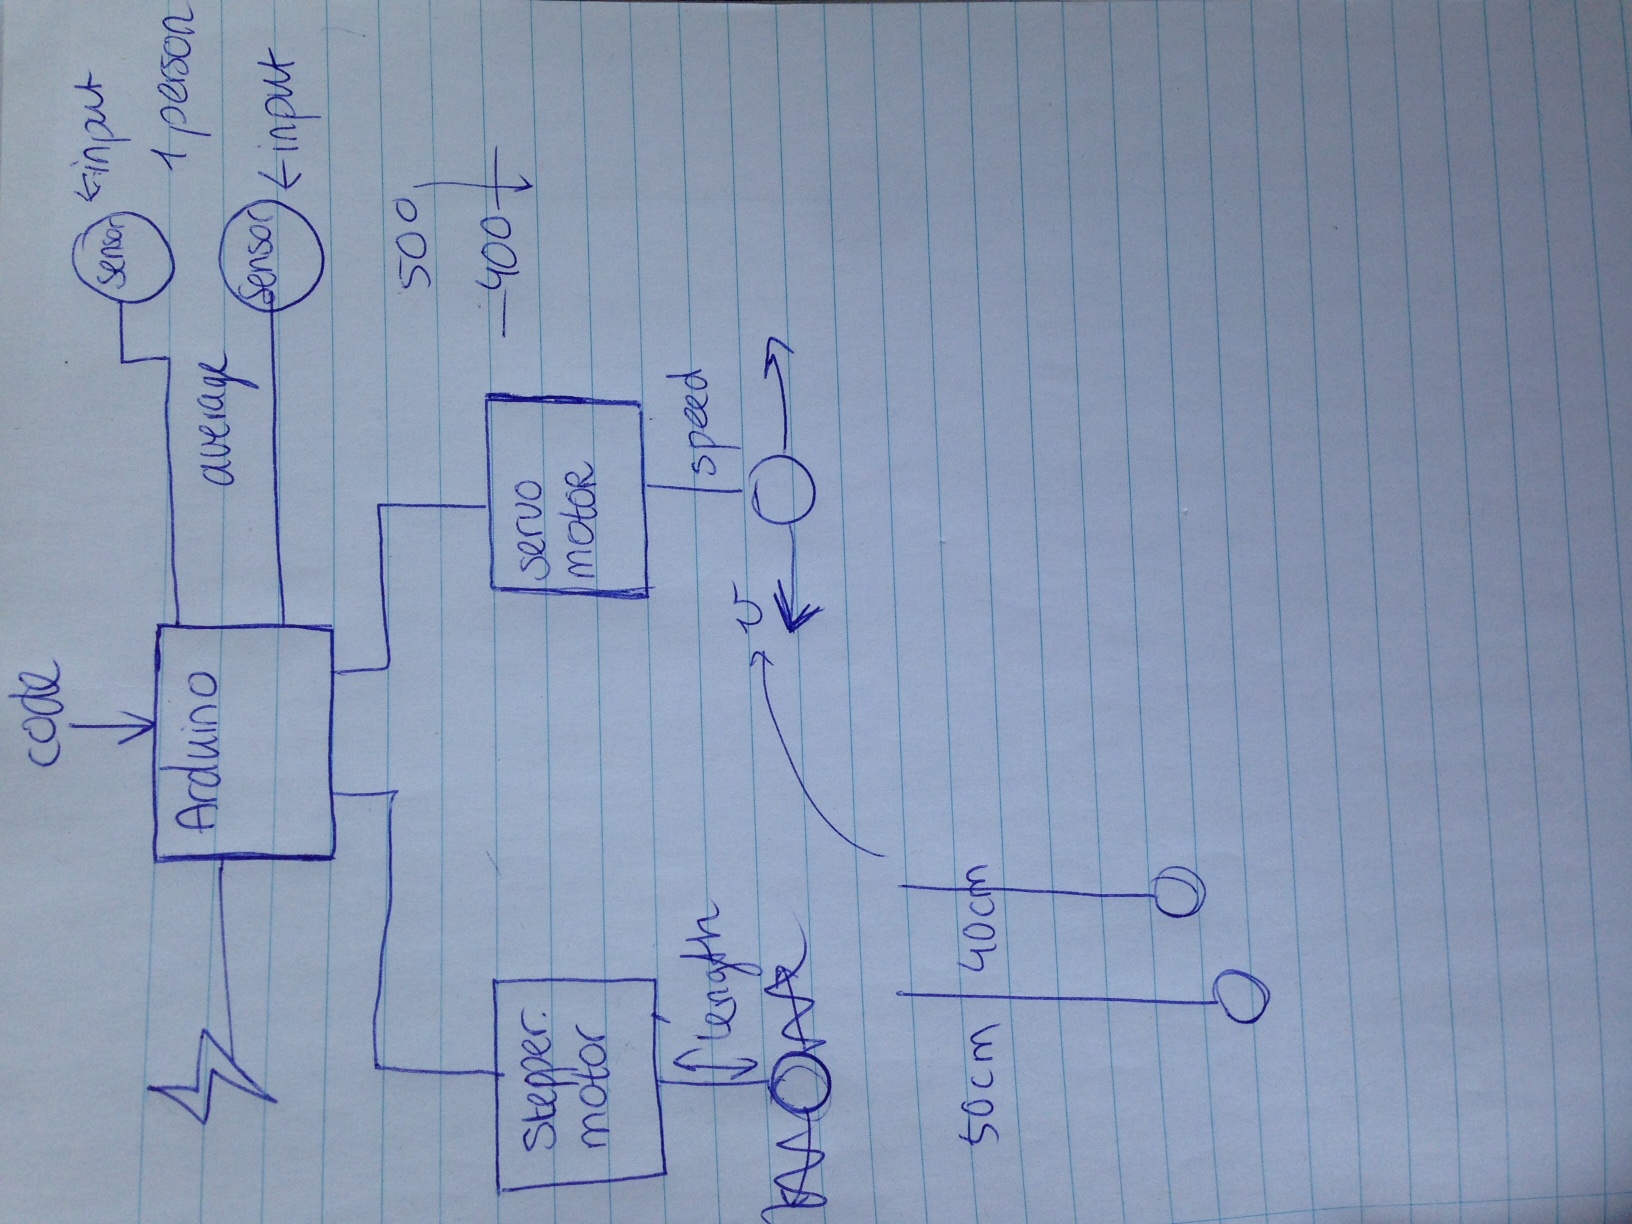 code
Arduino
sensor
←input
1 person
average
sensor
←input
500
400
stepper.
motor
servo
MOTOR
length
speed
v
50cm
40cm